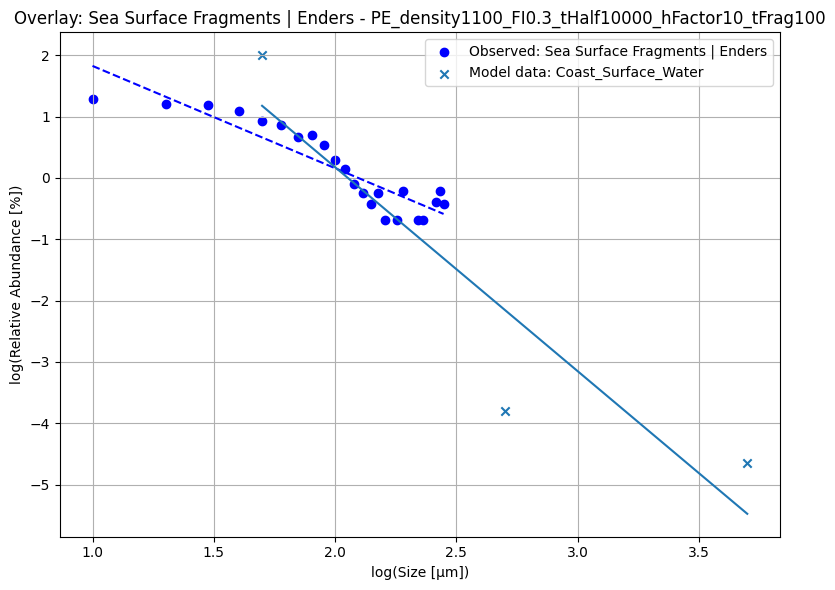 Overlay: Sea Surface Fragments | Enders - PE_density1100_FI0.3_tHalf10000_hFactor10_tFrag100
Observed: Sea Surface Fragments | Enders
Model data: Coast_Surface_Water
log(Relative Abundance [%])
2
1
0
−1
−2
−3
−4
−5
1.0 1.5 2.0 2.5 3.0 3.5
log(Size [μm])